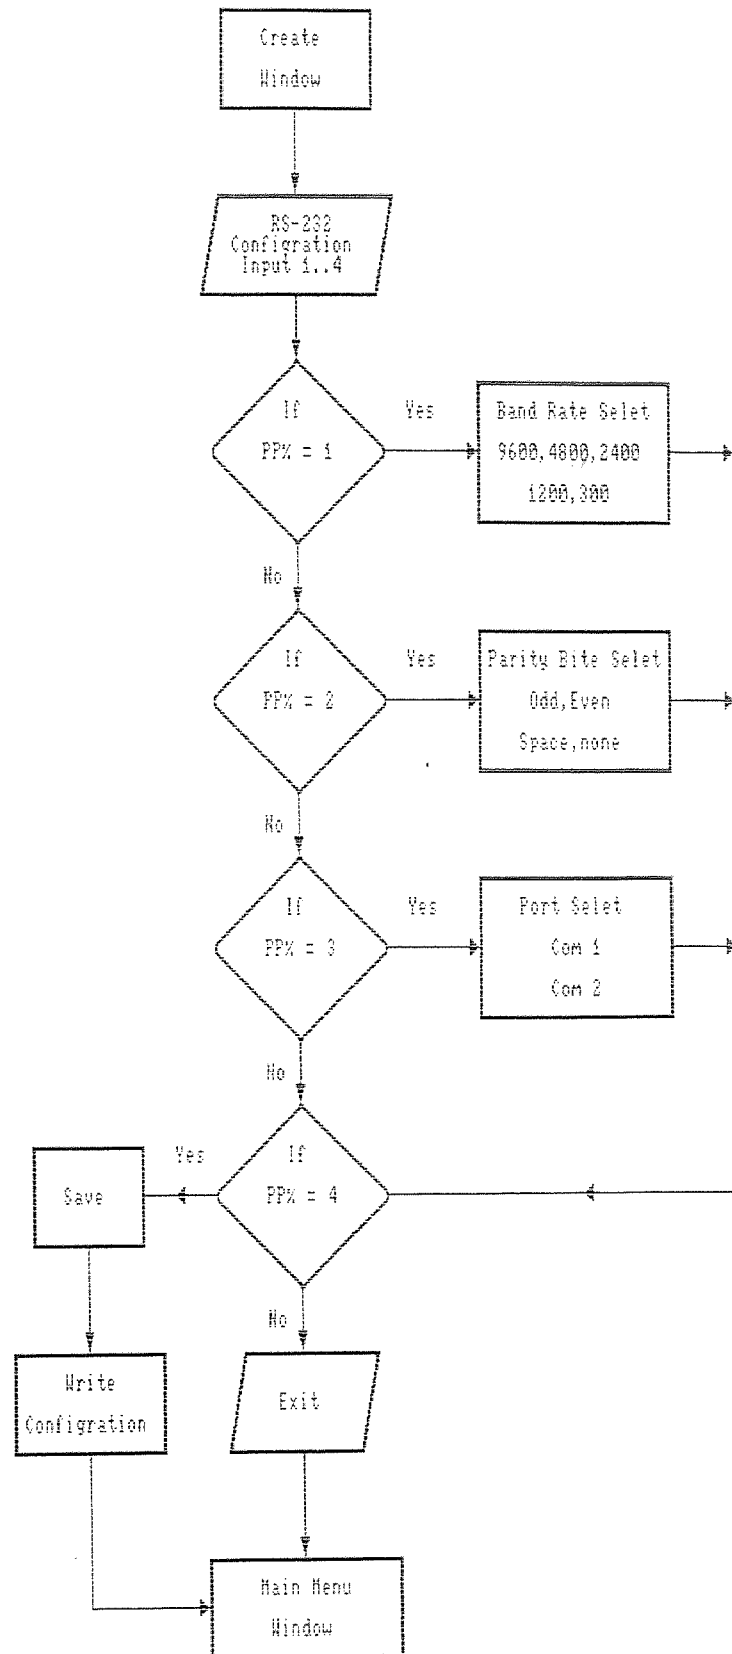 Create
Window
RS-232
Configration
Input 1..4
If
PP% = 1
Yes
Band Rate Selet
9600,4800,2400
1200,300
No
If
PP% = 2
Yes
Parity Bite Selet
Odd,Even
Space,none
No
If
PP% = 3
Yes
Port Selet
Com 1
Com 2
No
If
PP% = 4
Yes
Save
No
Write
Configration
Exit
Main Menu
Window